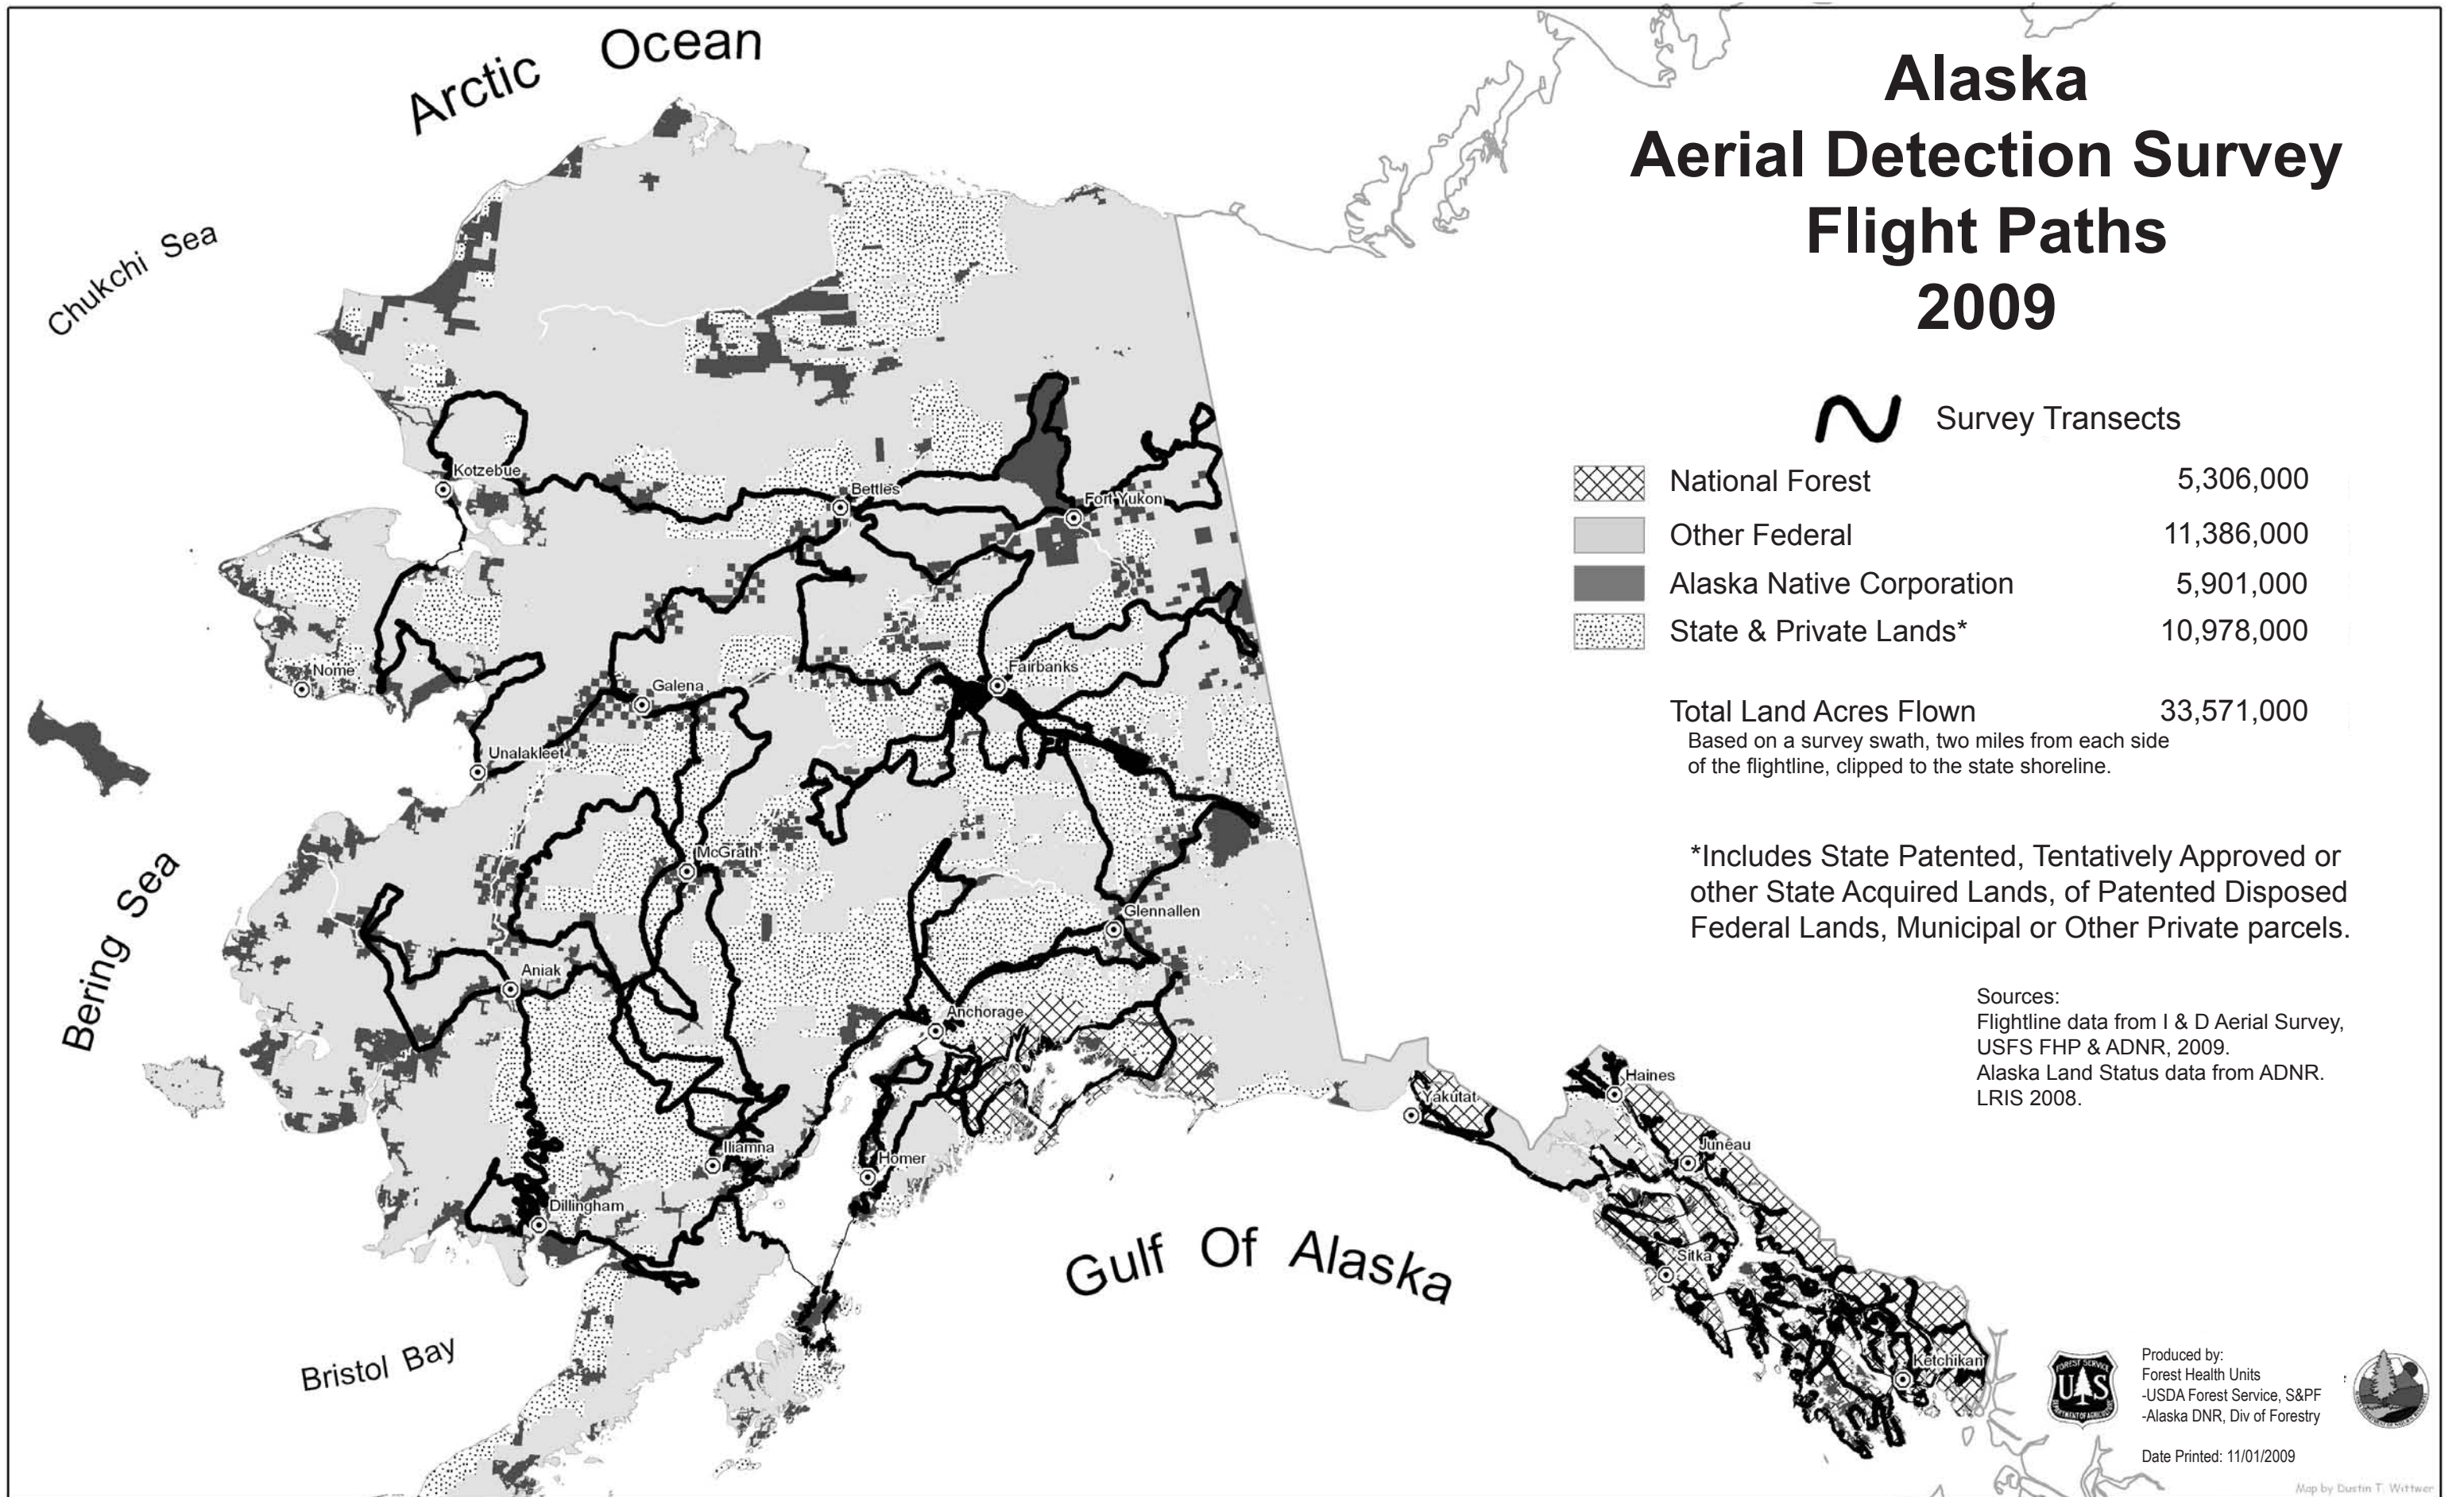 Arctic Ocean
Chukchi Sea
Bering Sea
Bristol Bay
Gulf Of Alaska
Kotzebue
Bettles
Fort Yukon
Nome
Galena
Fairbanks
Unalakleet
McGrath
Glennallen
Aniak
Anchorage
Iliamna
Homer
Dillingham
Yakutat
Haines
Juneau
Sitka
Ketchikan
Alaska
Aerial Detection Survey
Flight Paths
2009
Survey Transects
National Forest 5,306,000
Other Federal 11,386,000
Alaska Native Corporation 5,901,000
State & Private Lands* 10,978,000
Total Land Acres Flown 33,571,000
Based on a survey swath, two miles from each side
of the flightline, clipped to the state shoreline.
*Includes State Patented, Tentatively Approved or
other State Acquired Lands, of Patented Disposed
Federal Lands, Municipal or Other Private parcels.
Sources:
Flightline data from I & D Aerial Survey,
USFS FHP & ADNR, 2009.
Alaska Land Status data from ADNR.
LRIS 2008.
FOREST SERVICE
US
DEPARTMENT OF AGRICULTURE
Produced by:
Forest Health Units
-USDA Forest Service, S&PF
-Alaska DNR, Div of Forestry
Date Printed: 11/01/2009
Map by Dustin T. Wittwer